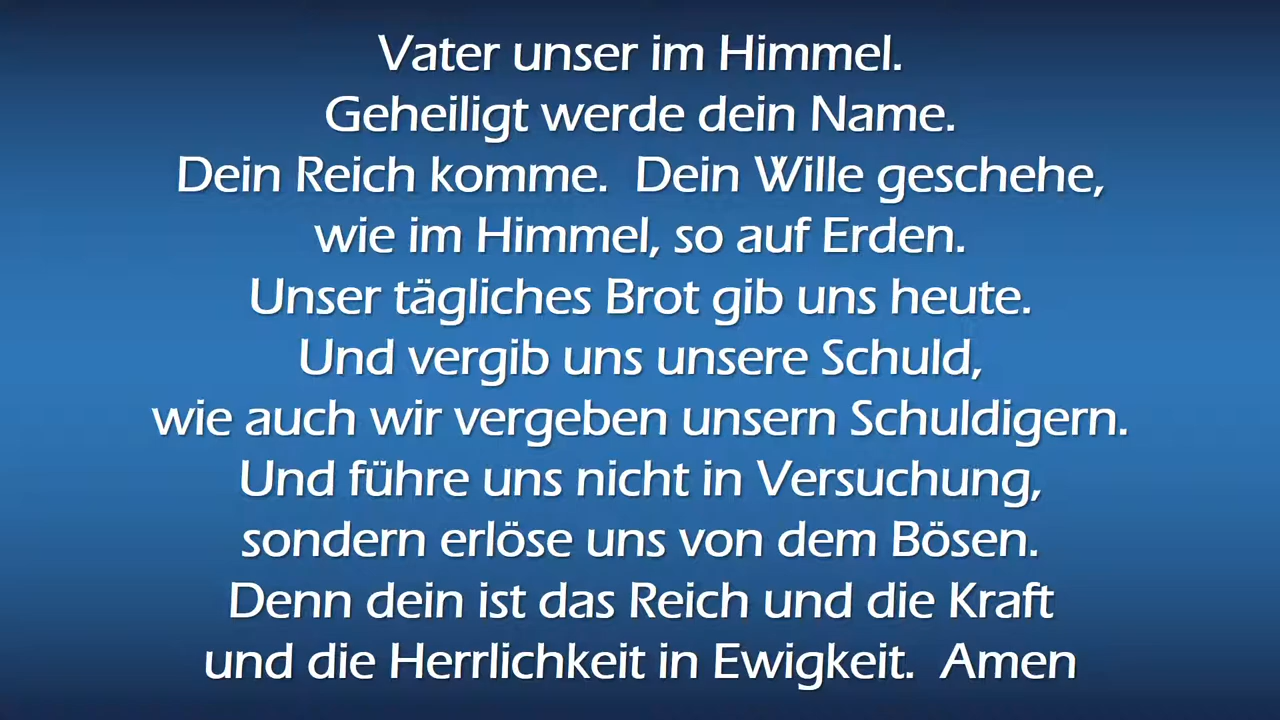 Vater unser im Himmel.
Geheiligt werde dein Name.
Dein Reich komme.  Dein Wille geschehe,
wie im Himmel, so auf Erden.
Unser tägliches Brot gib uns heute.
Und vergib uns unsere Schuld,
wie auch wir vergeben unsern Schuldigern.
Und führe uns nicht in Versuchung,
sondern erlöse uns von dem Bösen.
Denn dein ist das Reich und die Kraft
und die Herrlichkeit in Ewigkeit.  Amen